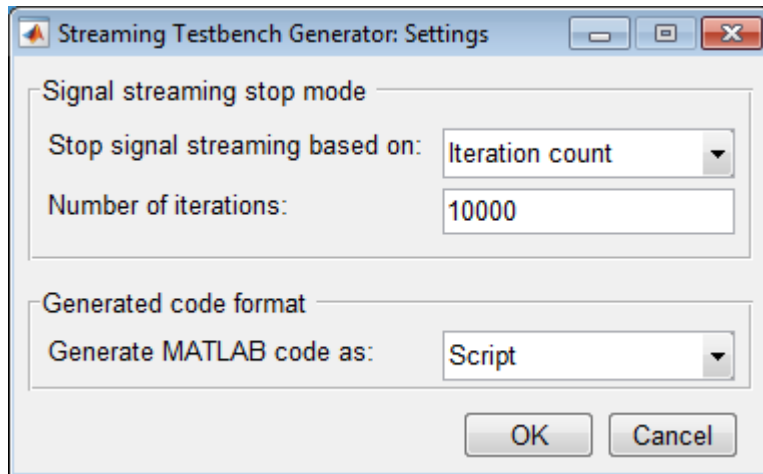 Streaming Testbench Generator: Settings
Signal streaming stop mode
Stop signal streaming based on: Iteration count
Number of iterations: 10000
Generated code format
Generate MATLAB code as: Script
OK Cancel